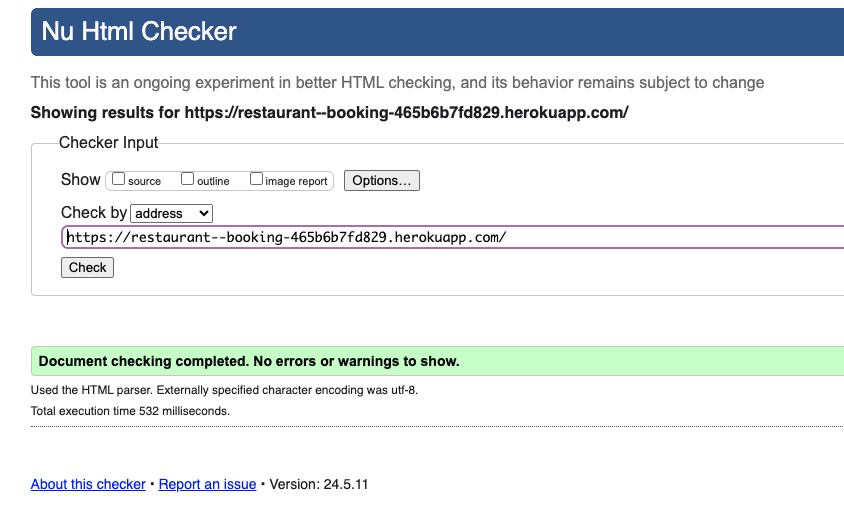 Nu Html Checker
This tool is an ongoing experiment in better HTML checking, and its behavior remains subject to change
Showing results for https://restaurant--booking-465b6b7fd829.herokuapp.com/
Checker Input
Show source outline image report Options...
Check by address
https://restaurant--booking-465b6b7fd829.herokuapp.com/
Check
Document checking completed. No errors or warnings to show.
Used the HTML parser. Externally specified character encoding was utf-8.
Total execution time 532 milliseconds.
About this checker • Report an issue • Version: 24.5.11